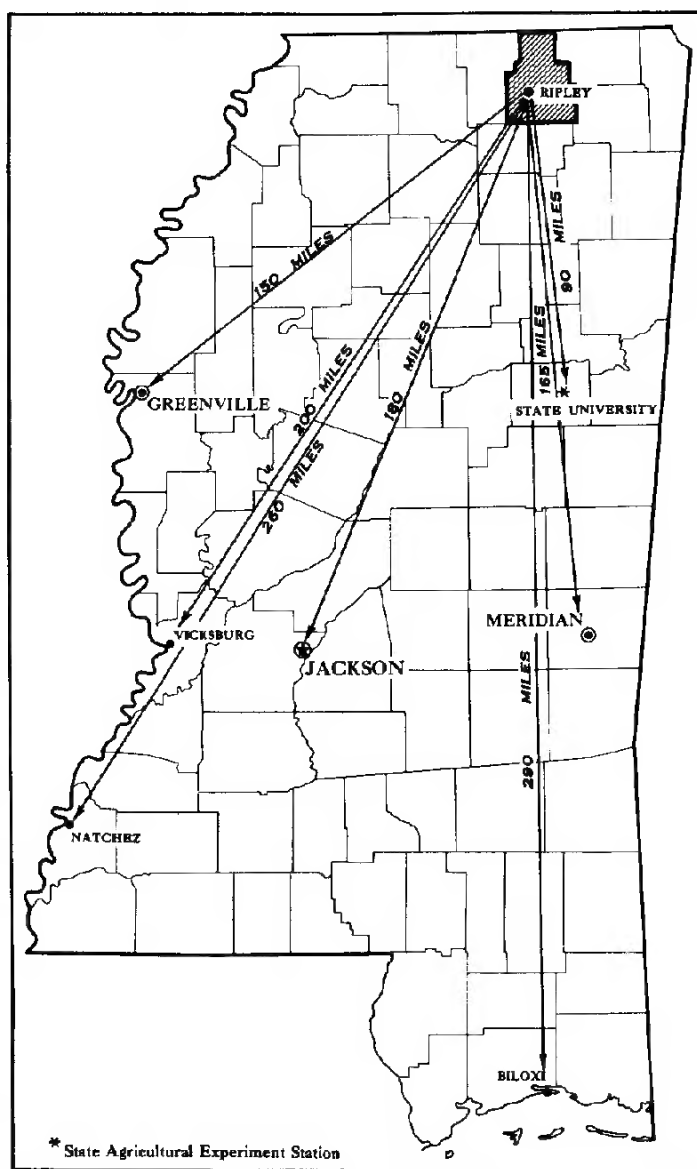 RIPLEY
90 MILES
150 MILES
165 MILES
200 MILES
180 MILES
GREENVILLE
STATE UNIVERSITY
*
260 MILES
MERIDIAN
VICKSBURG
JACKSON
290 MILES
NATCHEZ
BILOXI
* State Agricultural Experiment Station